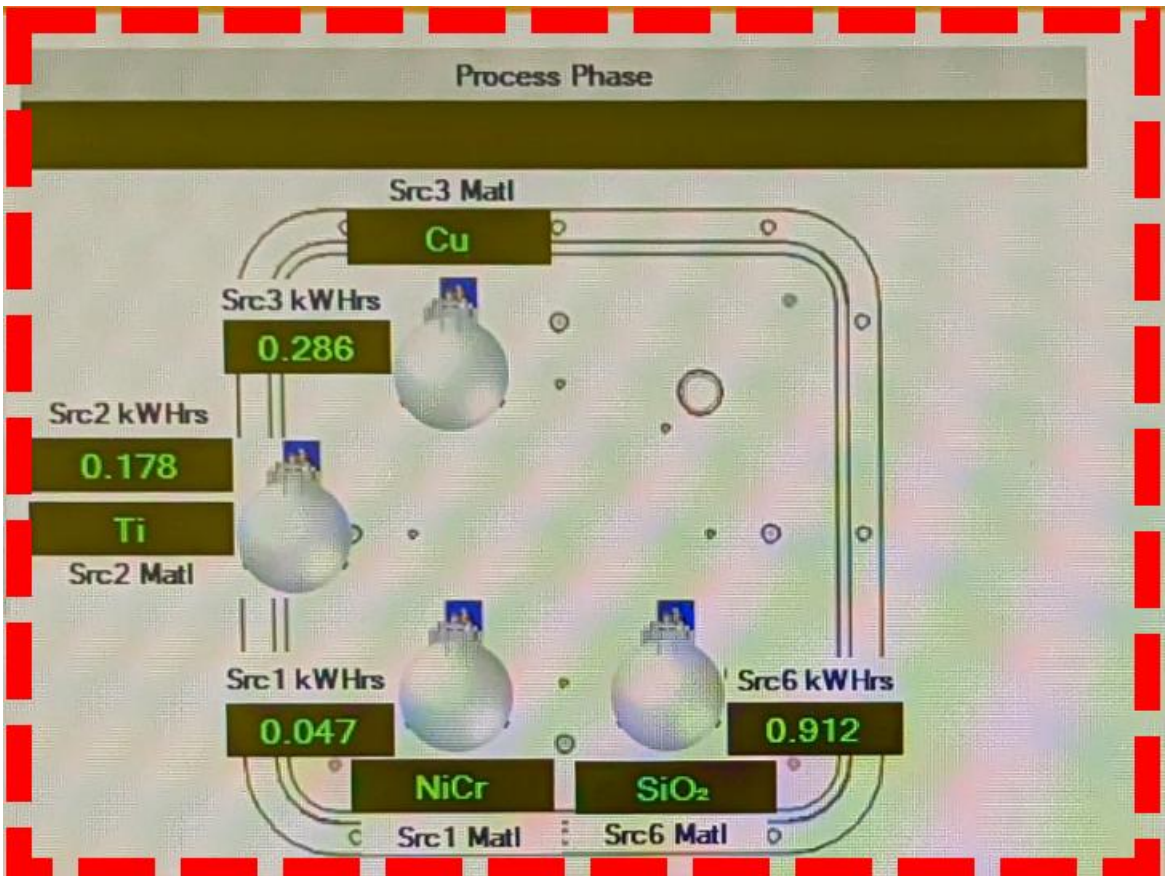 Process Phase
Src3 Matl
Cu
Src3 kWHrs
0.286
Src2 kWHrs
0.178
Ti
Src2 Matl
Src1 kWHrs
0.047
Src6 kWHrs
0.912
NiCr
SiO₂
Src1 Matl
Src6 Matl